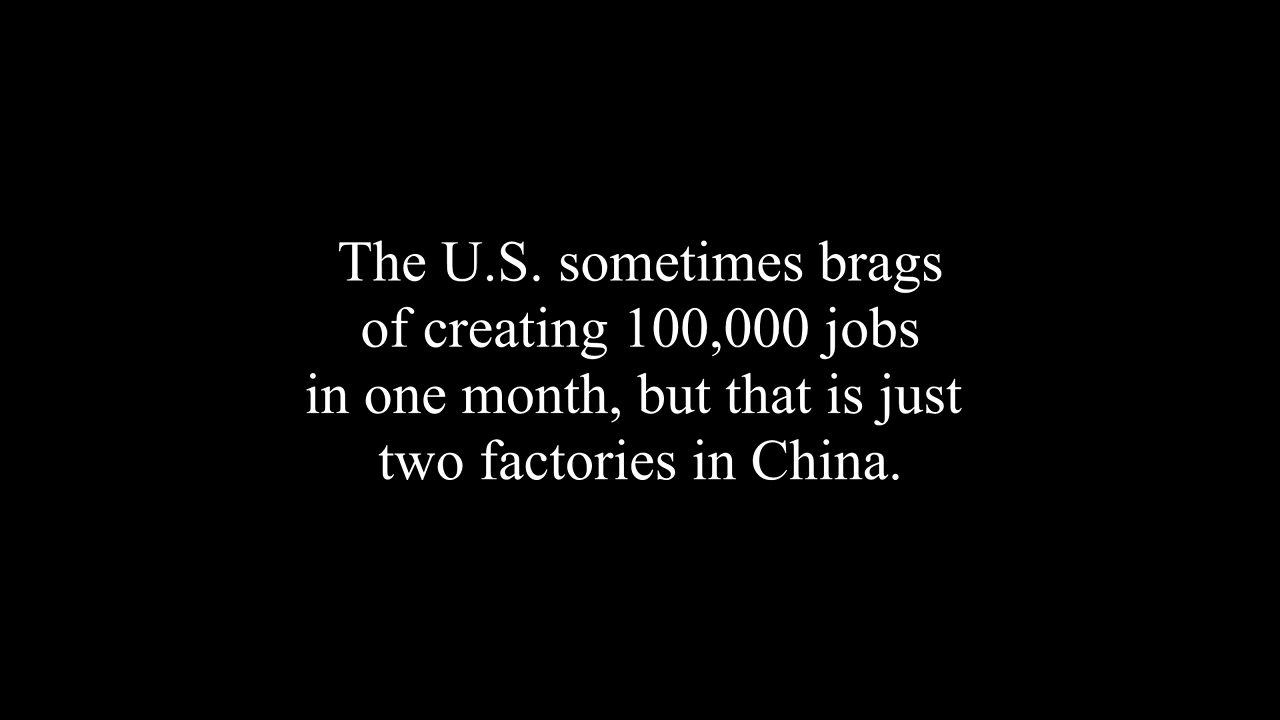 The U.S. sometimes brags
of creating 100,000 jobs
in one month, but that is just
two factories in China.